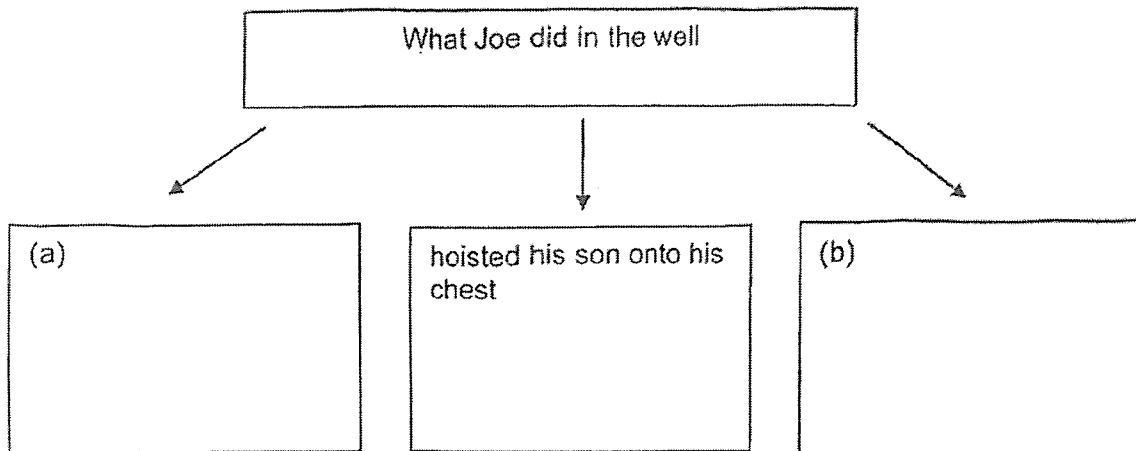 What Joe did in the well
(a)
hoisted his son onto his
chest
(b)